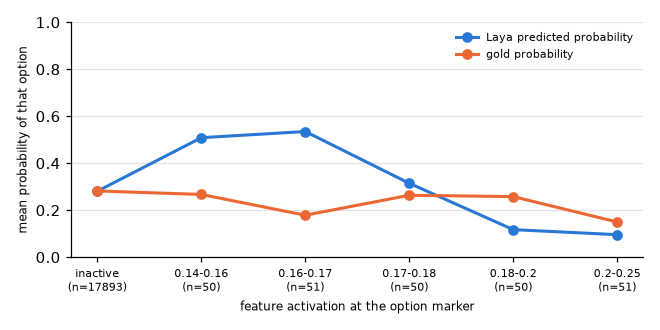 1.0
0.8
0.6
0.4
0.2
0.0
mean probability of that option
Laya predicted probability
gold probability
inactive
(n=17893)
0.14-0.16
(n=50)
0.16-0.17
(n=51)
0.17-0.18
(n=50)
0.18-0.2
(n=50)
0.2-0.25
(n=51)
feature activation at the option marker